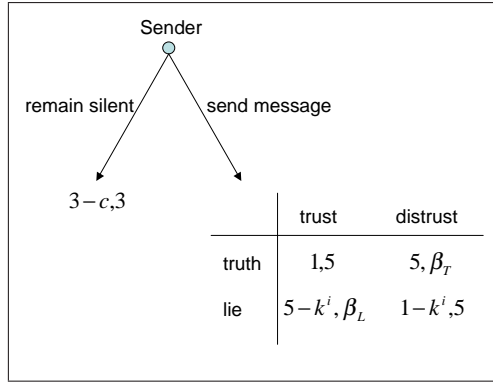 Sender
remain silent send message
3 − c,3
trust distrust
truth 1,5 5, β_T
lie 5 − k^i, β_L 1 − k^i,5